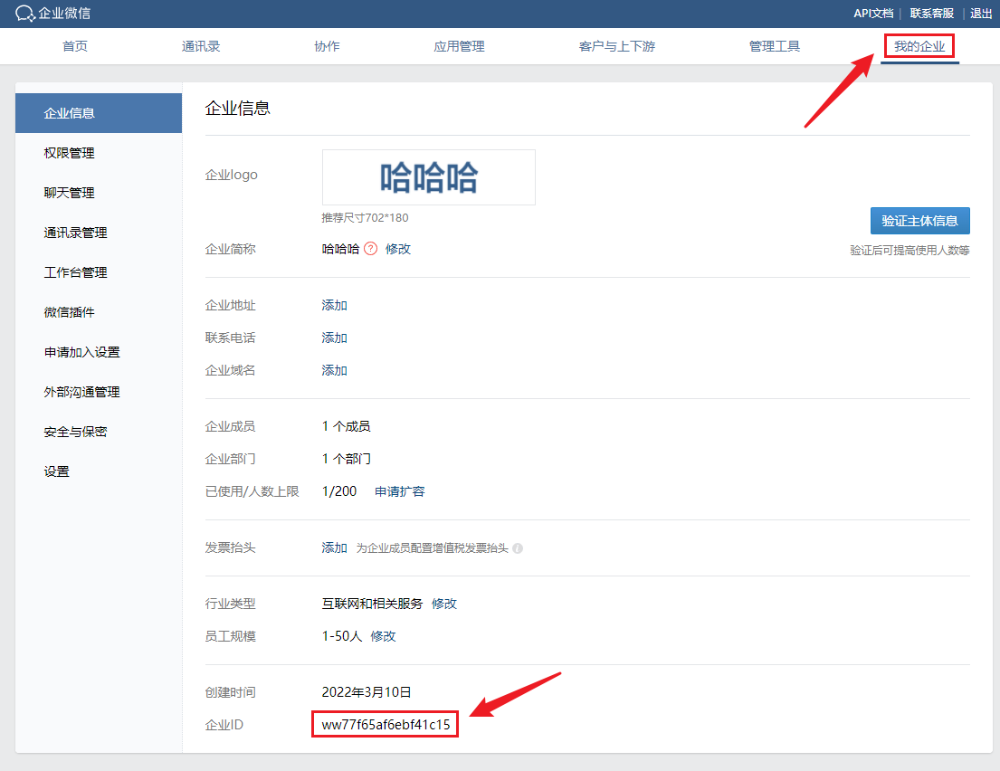 企业微信
API文档 | 联系客服 | 退出
首页 通讯录 协作 应用管理 客户与上下游 管理工具 我的企业
企业信息
权限管理
聊天管理
通讯录管理
工作台管理
微信插件
申请加入设置
外部沟通管理
安全与保密
设置
企业信息
企业logo 哈哈哈
推荐尺寸702*180
验证主体信息
验证后可提高使用人数等
企业简称 哈哈哈 ? 修改
企业地址 添加
联系电话 添加
企业域名 添加
企业成员 1 个成员
企业部门 1 个部门
已使用/人数上限 1/200 申请扩容
发票抬头 添加 为企业成员配置增值税发票抬头 i
行业类型 互联网和相关服务 修改
员工规模 1-50人 修改
创建时间 2022年3月10日
企业ID ww77f65af6ebf41c15